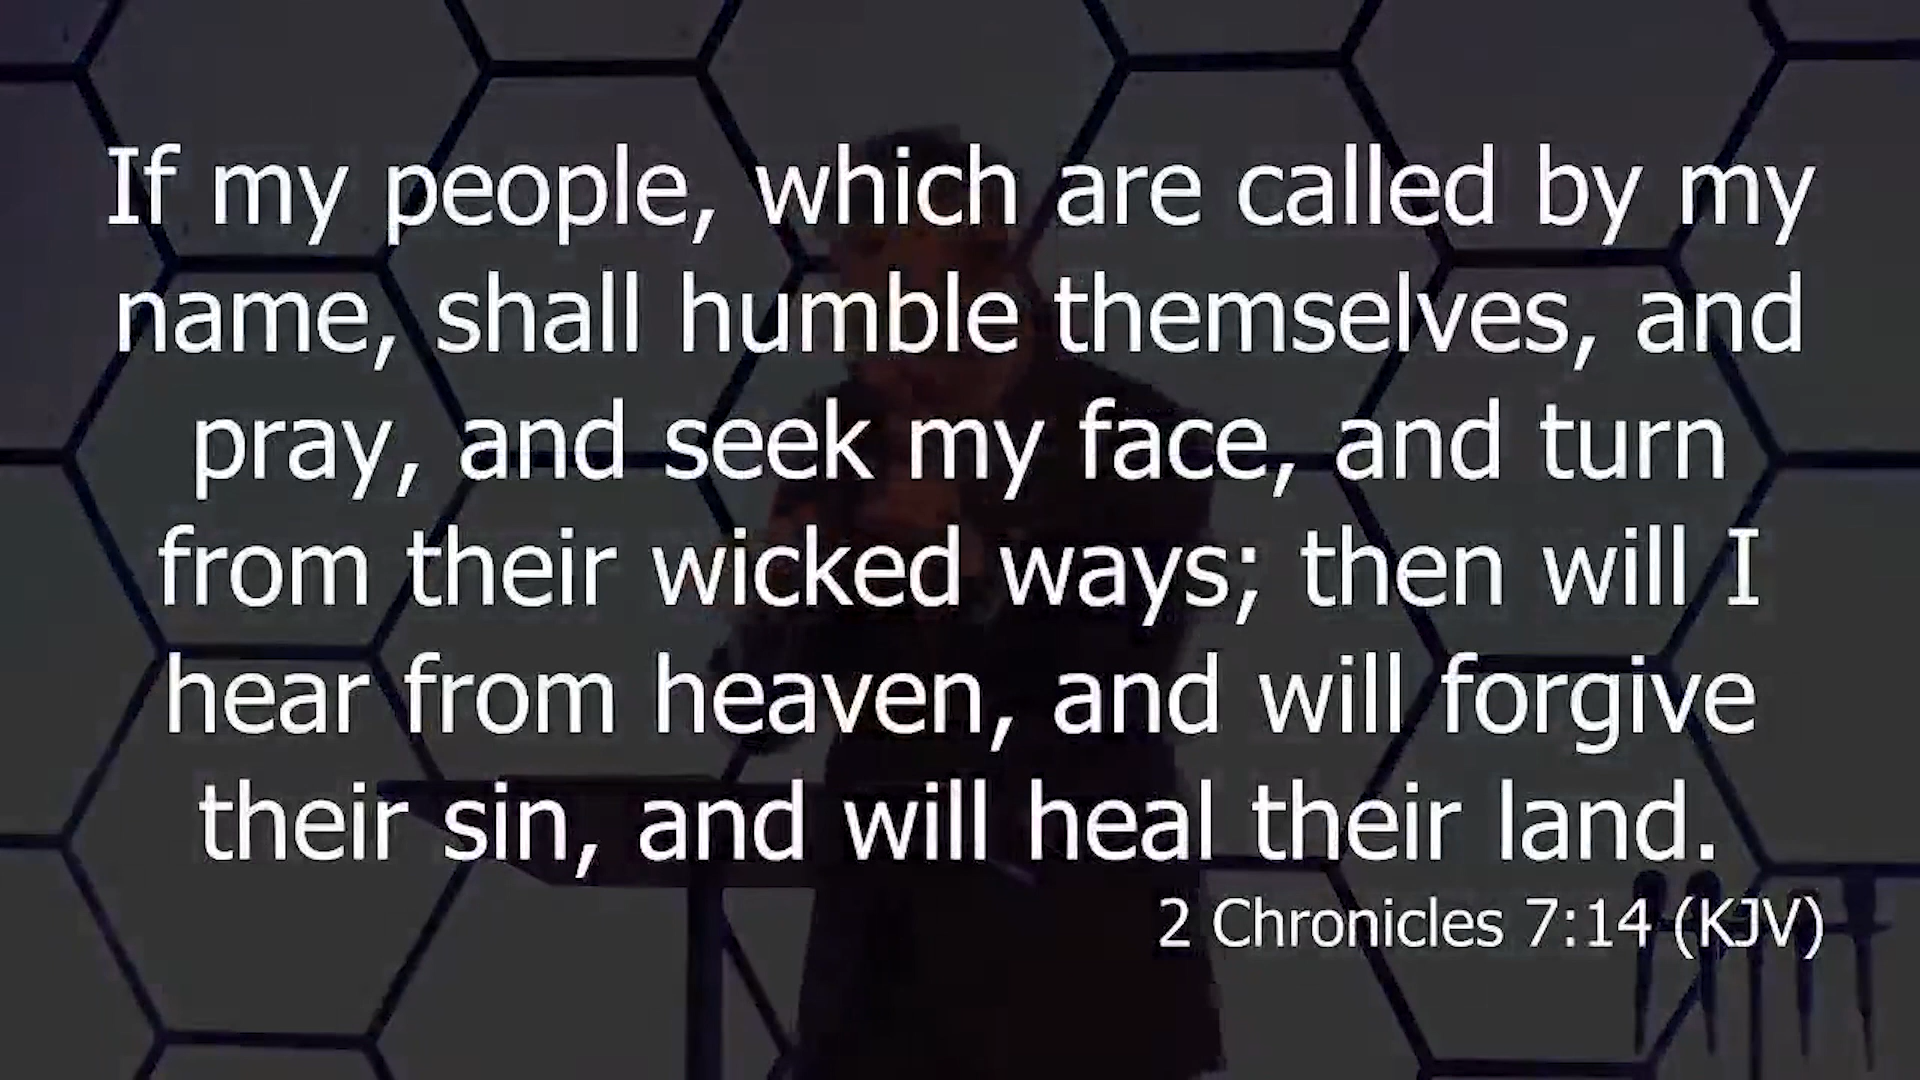 If my people, which are called by my
name, shall humble themselves, and
pray, and seek my face, and turn
from their wicked ways; then will I
hear from heaven, and will forgive
their sin, and will heal their land.
2 Chronicles 7:14 (KJV)